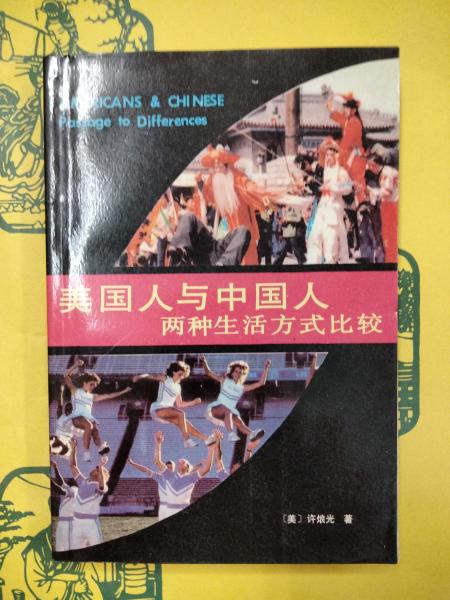 AMERICANS & CHINESE
Passage to Differences
美国人与中国人
两种生活方式比较
〔美〕许烺光 著